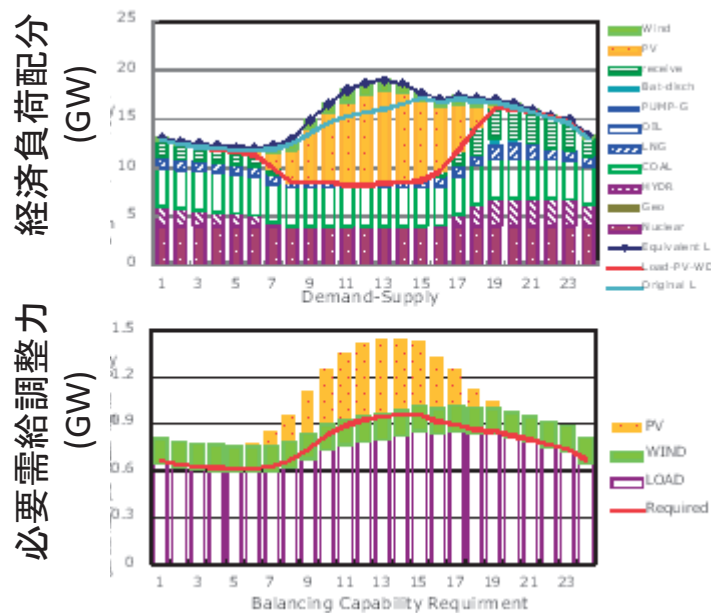 経済負荷配分
(GW)
25
20
15
10
5
0
1 3 5 7 9 11 13 15 17 19 21 23
Demand-Supply
Wind
PV
receive
Bat-disch
PUMP-G
OIL
LNG
COAL
HYDR
Geo
Nuclear
Equivalent L
Load-PV-WD
Original L
必要需給調整力
(GW)
1.5
1.2
0.9
0.6
0.3
0
1 3 5 7 9 11 13 15 17 19 21 23
Balancing Capability Requirment
PV
WIND
LOAD
Required